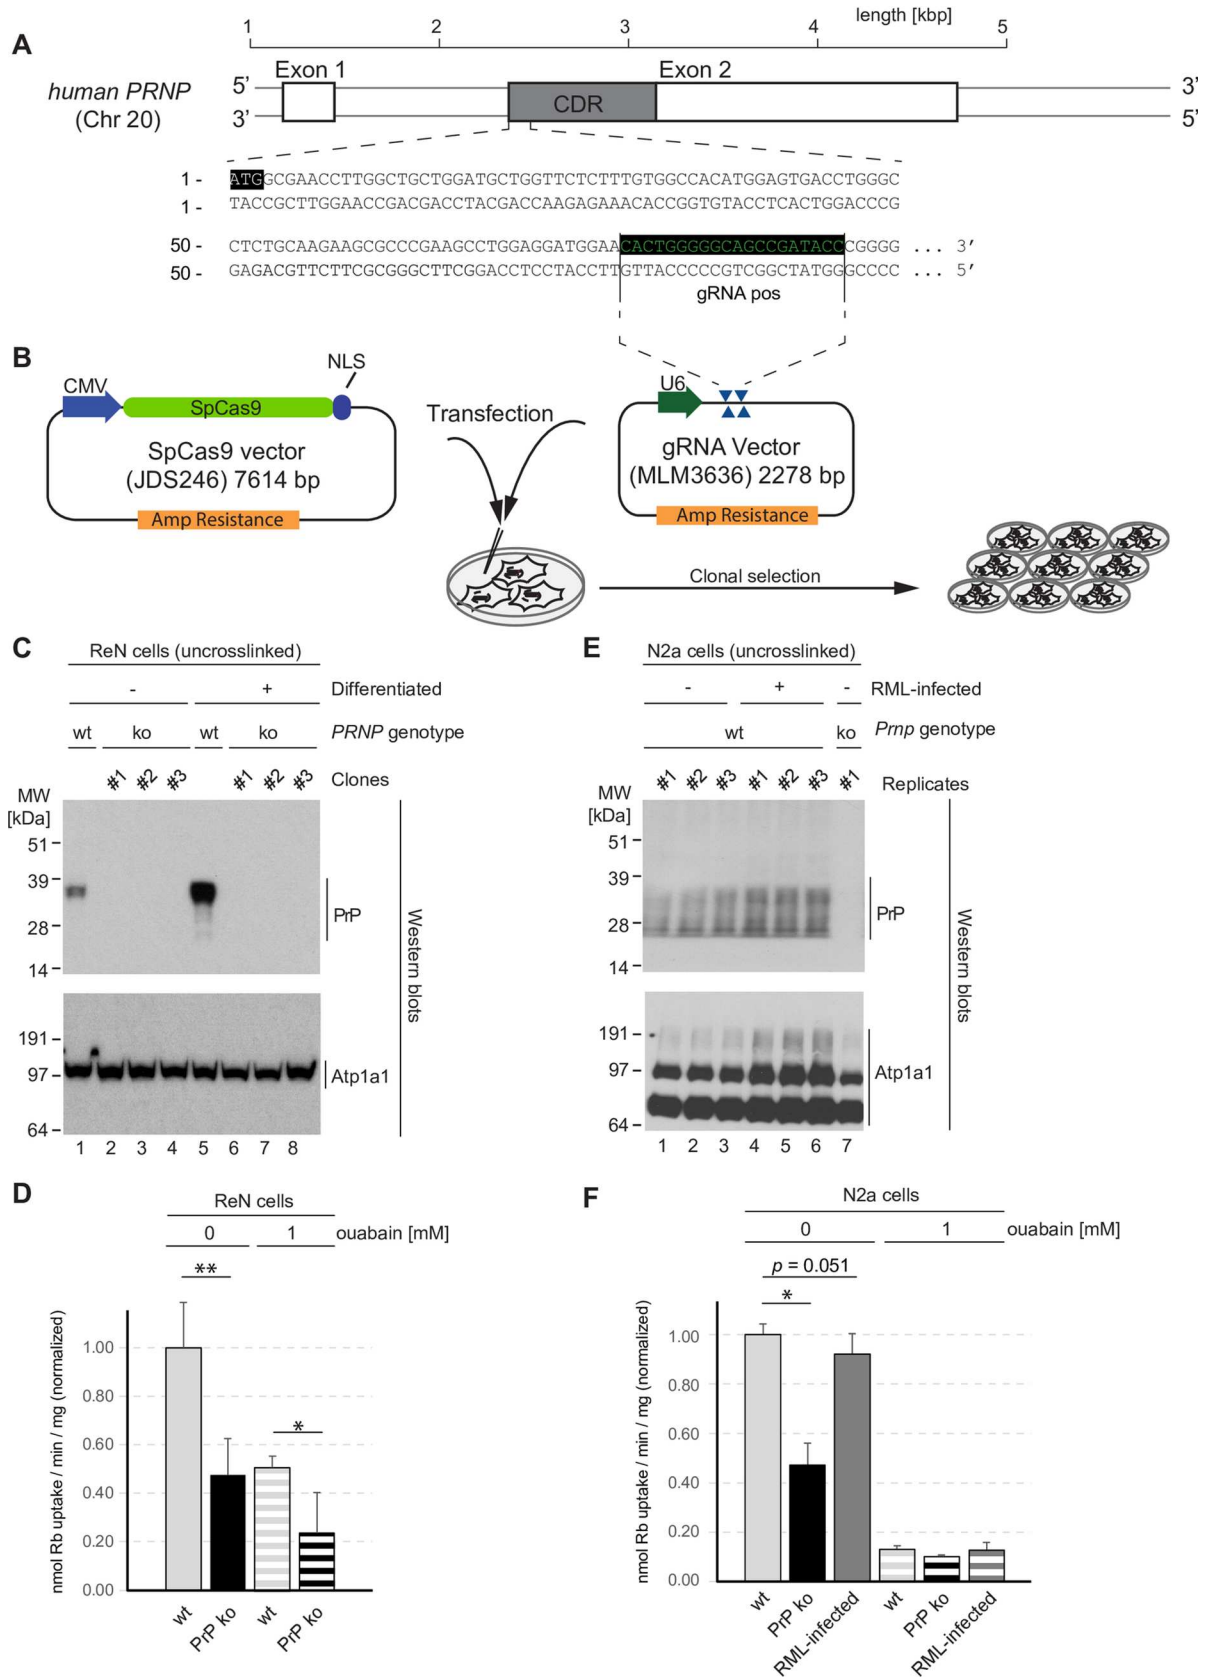 A
1 2 3 4 5
length [kbp]
human PRNP
(Chr 20)
5’ 3’
3’ 5’
Exon 1
CDR
Exon 2
1 - ATGGCGAACCTTGGCTGCTGGATGCTGGTTCTCTTTGTGGCCACATGGAGTGACCTGGGC
1 - TACCGCTTGGAACCGACGACCTACGACCAAGAGAAACACCGGTGTACCTCACTGGACCCG
50 - CTCTGCAAGAAGCGCCCGAAGCCTGGAGGATGGAACACTGGGGGCAGCCGATACCCGGGG ... 3’
50 - GAGACGTTCTTCGCGGGCTTCGGACCTCCTACCTTGTTACCCCCGTCGGCTATGGGCCCC ... 5’
gRNA pos
B
CMV
SpCas9
NLS
SpCas9 vector
(JDS246) 7614 bp
Amp Resistance
Transfection
U6
gRNA Vector
(MLM3636) 2278 bp
Amp Resistance
Clonal selection
C
ReN cells (uncrosslinked)
- + Differentiated
wt ko wt ko PRNP genotype
#1 #2 #3 #1 #2 #3 Clones
MW
[kDa]
51
39
28
14
PrP
191
97
64
Atp1a1
Western blots
1 2 3 4 5 6 7 8
E
N2a cells (uncrosslinked)
- + - RML-infected
wt ko Prnp genotype
#1 #2 #3 #1 #2 #3 #1 Replicates
MW
[kDa]
51
39
28
14
PrP
191
97
64
Atp1a1
Western blots
1 2 3 4 5 6 7
D
ReN cells
0 1 ouabain [mM]
**
*
nmol Rb uptake / min / mg (normalized)
1.00
0.80
0.60
0.40
0.20
0.00
wt PrP ko wt PrP ko
F
N2a cells
0 1 ouabain [mM]
p = 0.051
*
nmol Rb uptake / min / mg (normalized)
1.00
0.80
0.60
0.40
0.20
0.00
wt PrP ko RML-infected wt PrP ko RML-infected